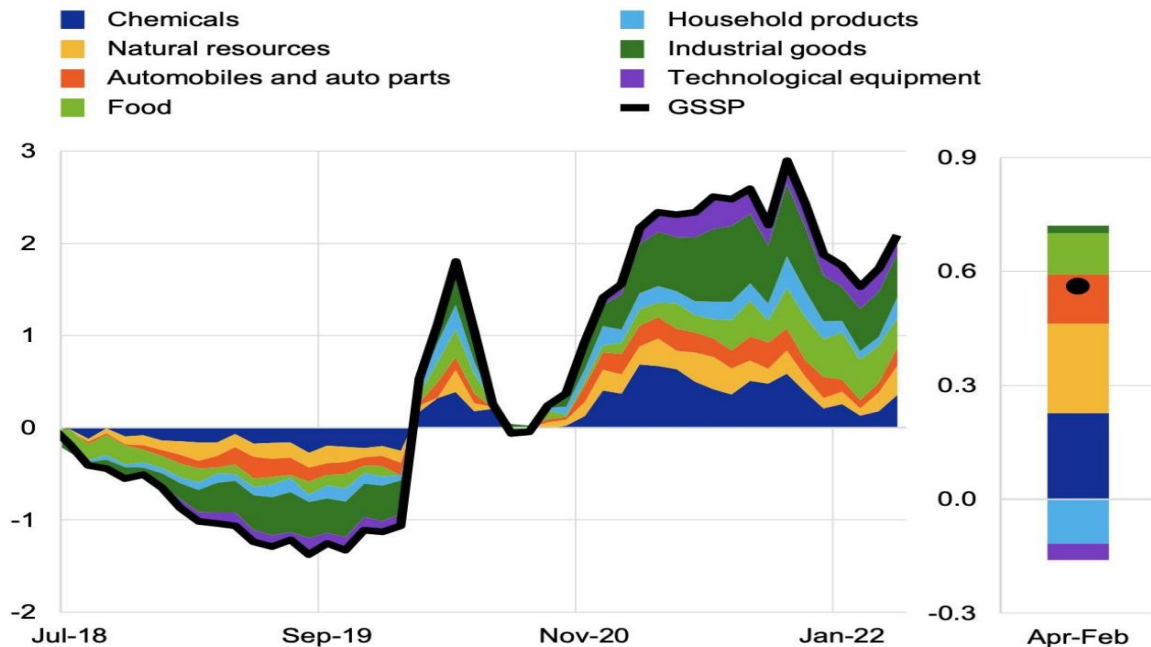 Chemicals
Natural resources
Automobiles and auto parts
Food
Household products
Industrial goods
Technological equipment
GSSP
3
2
1
0
-1
-2
Jul-18 Sep-19 Nov-20 Jan-22
0.9
0.6
0.3
0.0
-0.3
Apr-Feb